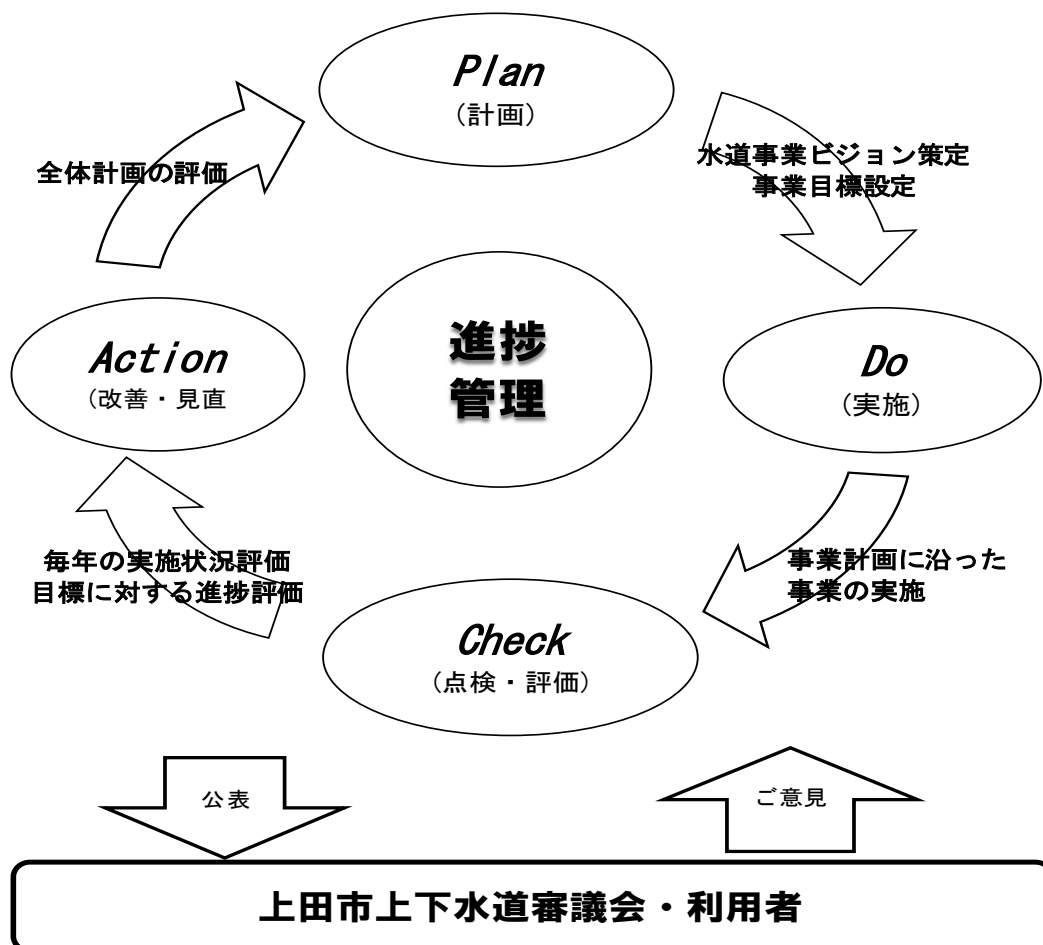 Plan
(計画)
全体計画の評価
水道事業ビジョン策定
事業目標設定
進捗
管理
Action
(改善・見直
Do
(実施)
毎年の実施状況評価
目標に対する進捗評価
事業計画に沿った
事業の実施
Check
(点検・評価)
公表
ご意見
上田市上下水道審議会・利用者